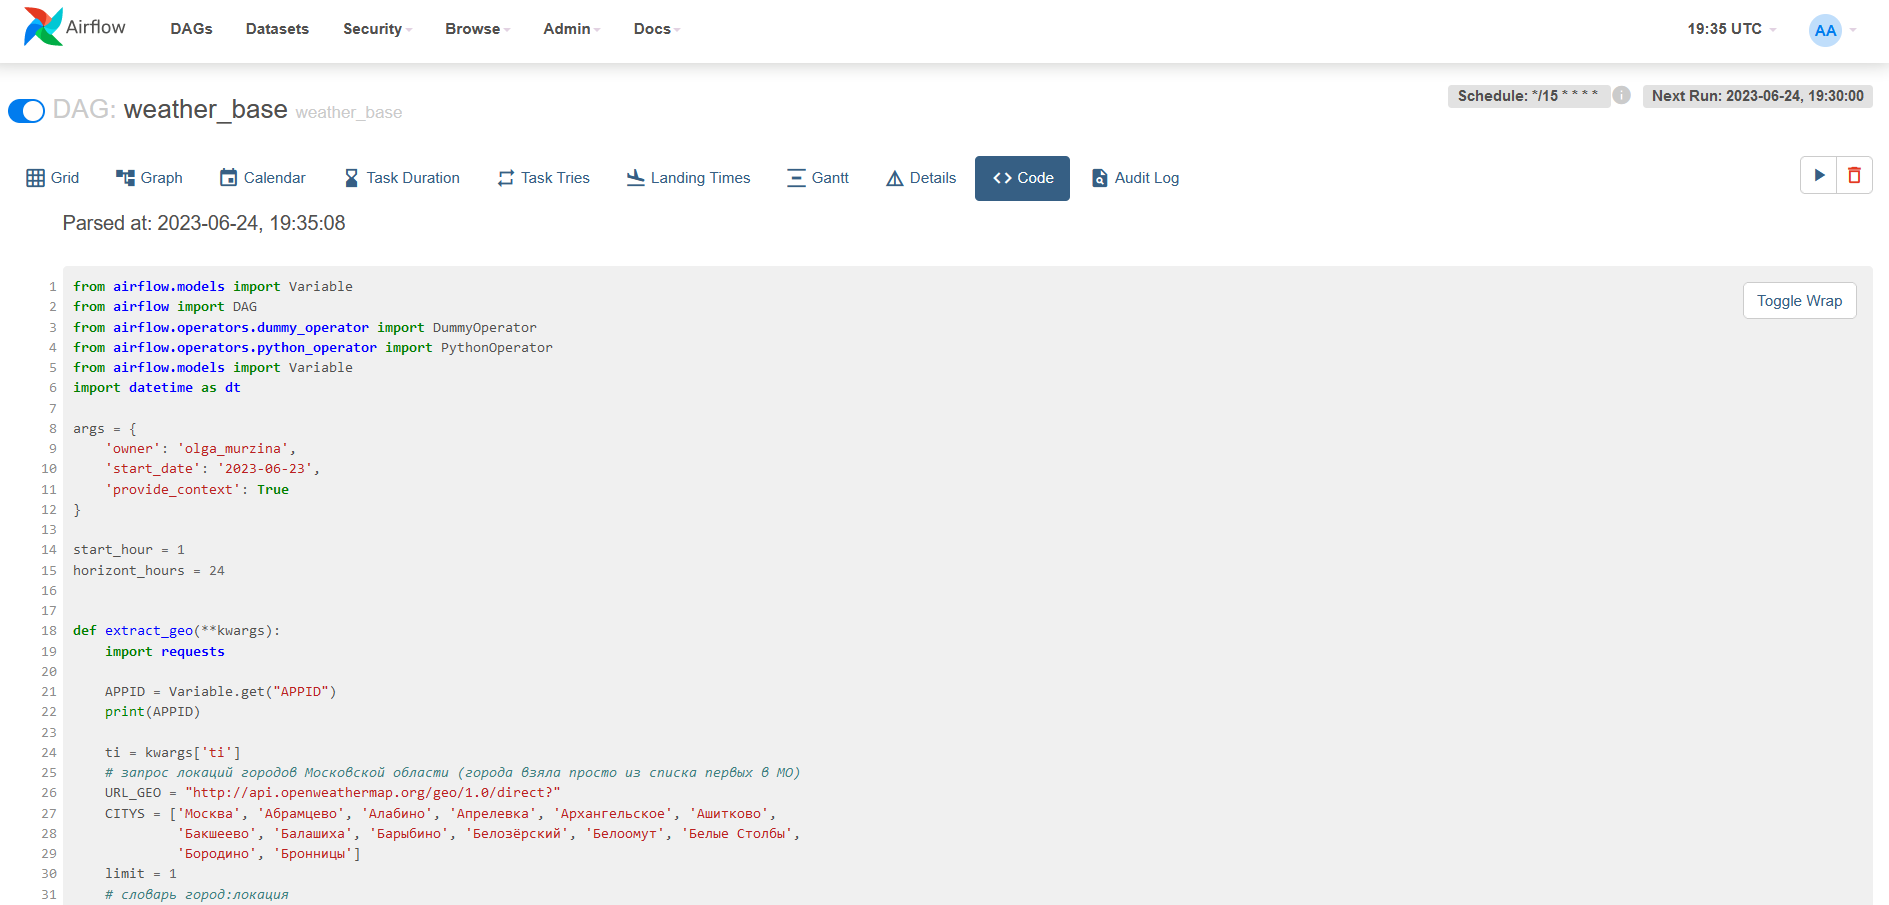 Airflow DAGs Datasets Security Browse Admin Docs 19:35 UTC AA
DAG: weather_base weather_base
Schedule: */15 * * * * i Next Run: 2023-06-24, 19:30:00
Grid Graph Calendar Task Duration Task Tries Landing Times Gantt Details <> Code Audit Log
Parsed at: 2023-06-24, 19:35:08
Toggle Wrap
1 from airflow.models import Variable
2 from airflow import DAG
3 from airflow.operators.dummy_operator import DummyOperator
4 from airflow.operators.python_operator import PythonOperator
5 from airflow.models import Variable
6 import datetime as dt
7
8 args = {
9     'owner': 'olga_murzina',
10     'start_date': '2023-06-23',
11     'provide_context': True
12 }
13
14 start_hour = 1
15 horizont_hours = 24
16
17
18 def extract_geo(**kwargs):
19     import requests
20
21     APPID = Variable.get("APPID")
22     print(APPID)
23
24     ti = kwargs['ti']
25     # запрос локаций городов Московской области (города взяла просто из списка первых в МО)
26     URL_GEO = "http://api.openweathermap.org/geo/1.0/direct?"
27     CITYS = ['Москва', 'Абрамцево', 'Алабино', 'Апрелевка', 'Архангельское', 'Ашитково',
28              'Бакшеево', 'Балашиха', 'Барыбино', 'Белозёрский', 'Белоомут', 'Белые Столбы',
29              'Бородино', 'Бронницы']
30     limit = 1
31     # словарь город:локация